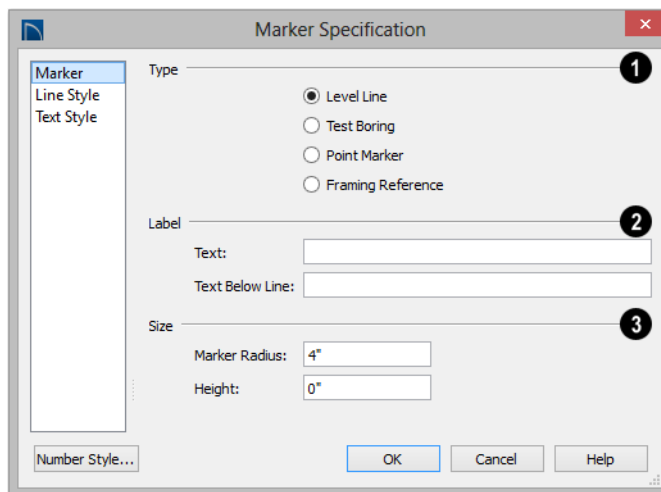 Marker Specification
Marker
Line Style
Text Style
Type
1
Level Line
Test Boring
Point Marker
Framing Reference
Label
2
Text:
Text Below Line:
Size
3
Marker Radius: 4"
Height: 0"
Number Style...
OK
Cancel
Help